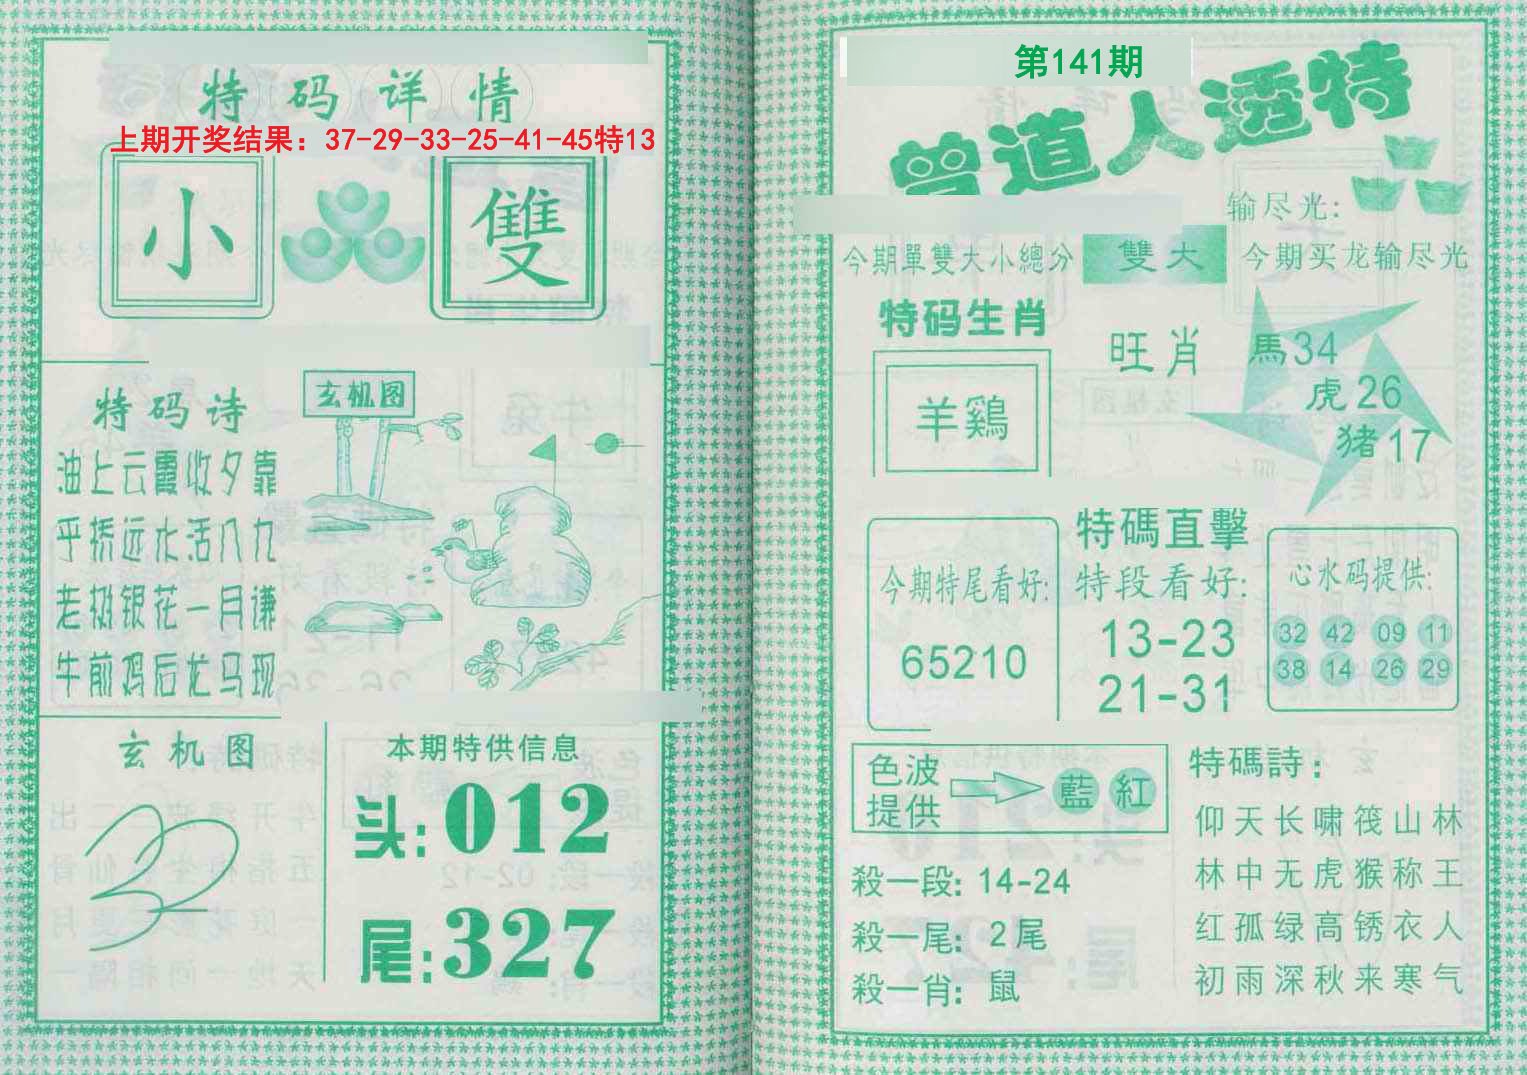 特码详情
上期开奖结果：37-29-33-25-41-45特13
小
雙
特码诗
玄机图
油上云霞收夕靠
乎桥远水活八九
老极银花一月谦
牛前鸡后龙马现
玄机图
本期特供信息
头:012
尾:327
第141期
曾道人透特
输尽光:
今期單雙大小總分
雙大
今期买龙输尽光
特码生肖
羊鷄
旺肖
馬34
虎26
猪17
今期特尾看好:
65210
特碼直擊
特段看好:
13-23
21-31
心水码提供:
32 42 09 11
38 14 26 29
色波
提供
藍 紅
殺一段: 14-24
殺一尾: 2尾
殺一肖: 鼠
特碼詩:
仰天长啸筏山林
林中无虎猴称王
红孤绿高锈衣人
初雨深秋来寒气